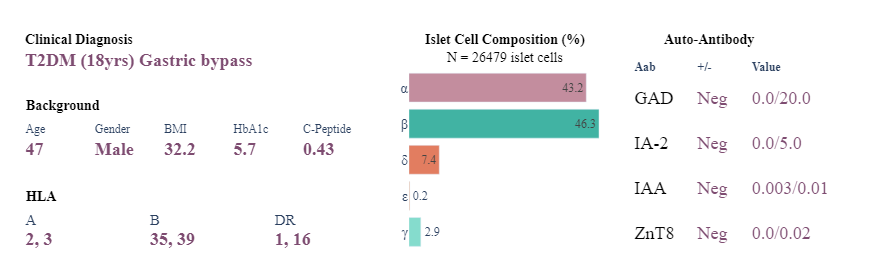 Clinical Diagnosis
T2DM (18yrs) Gastric bypass
Background
Age Gender BMI HbA1c C-Peptide
47 Male 32.2 5.7 0.43
HLA
A B DR
2, 3 35, 39 1, 16
Islet Cell Composition (%)
N = 26479 islet cells
α 43.2
β 46.3
δ 7.4
ε 0.2
γ 2.9
Auto-Antibody
Aab +/- Value
GAD Neg 0.0/20.0
IA-2 Neg 0.0/5.0
IAA Neg 0.003/0.01
ZnT8 Neg 0.0/0.02